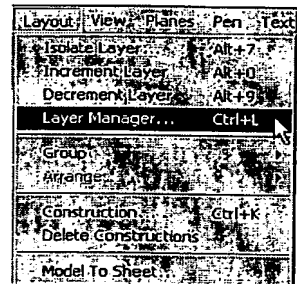 Layout View Planes Pen Text
Isolate Layer Alt+7
Increment Layer Alt+0
Decrement Layer Alt+9
Layer Manager... Ctrl+L
Group
Arrange
Construction... Ctrl+K
Delete Constructions
Model To Sheet